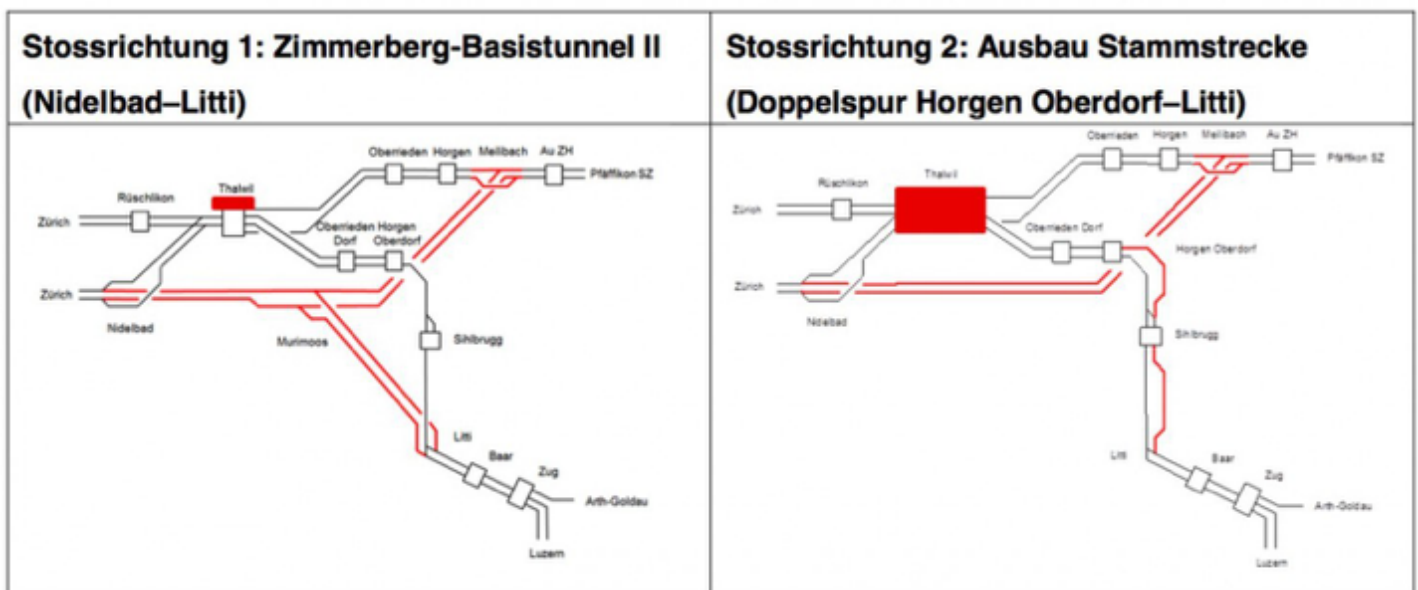 Stossrichtung 1: Zimmerberg-Basistunnel II
(Nidelbad–Litti)
Oberrieden Horgen Meilibach Au ZH
Pfäffikon SZ
Thalwil
Rüschlikon
Zürich
Oberrieden Horgen
Dorf Oberdorf
Zürich
Nidelbad
Murimoos
Sihlbrugg
Litti
Baar
Zug
Arth-Goldau
Luzern
Stossrichtung 2: Ausbau Stammstrecke
(Doppelspur Horgen Oberdorf–Litti)
Oberrieden Horgen Meilibach Au ZH
Pfäffikon SZ
Thalwil
Rüschlikon
Zürich
Oberrieden Dorf
Horgen Oberdorf
Zürich
Nidelbad
Sihlbrugg
Litti
Baar
Zug
Arth-Goldau
Luzern